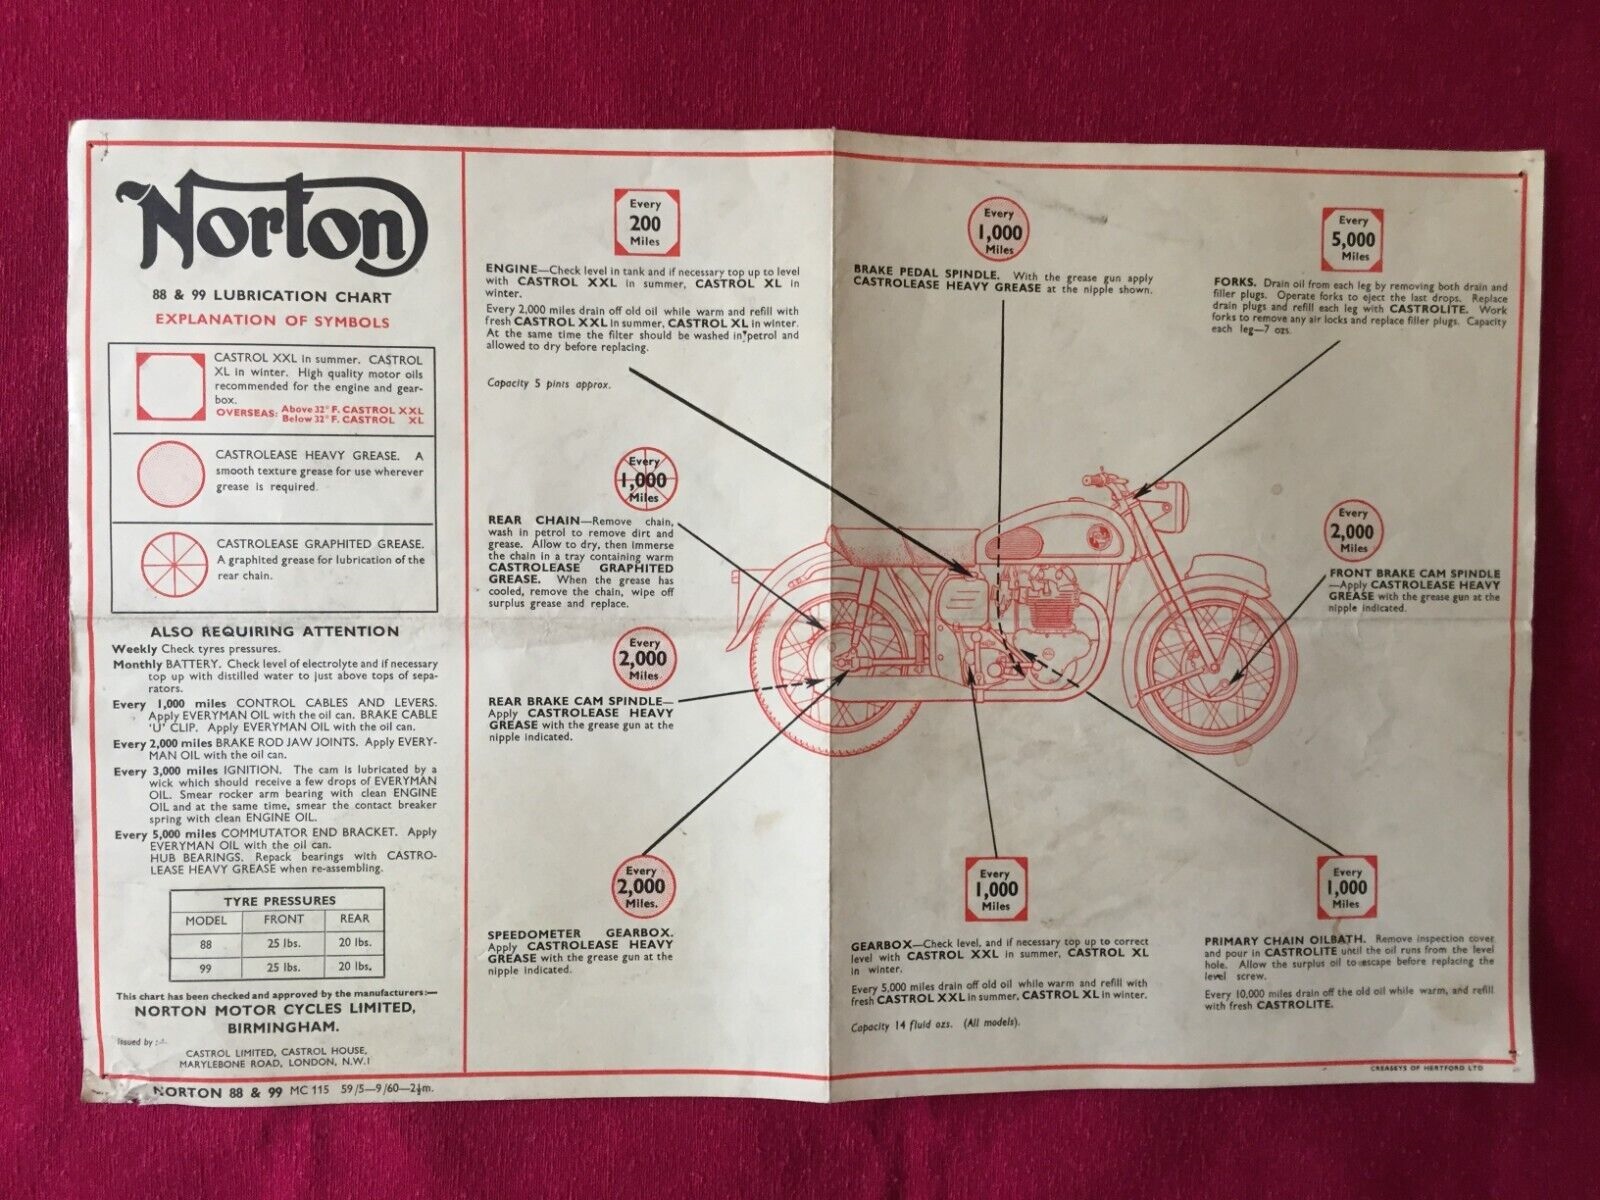 Norton
88 & 99 LUBRICATION CHART
EXPLANATION OF SYMBOLS
CASTROL XXL in summer. CASTROL
XL in winter. High quality motor oils
recommended for the engine and gear-
box.
OVERSEAS: Above 32° F. CASTROL XXL
Below 32° F. CASTROL XL
CASTROLEASE HEAVY GREASE. A
smooth texture grease for use wherever
grease is required.
CASTROLEASE GRAPHITED GREASE.
A graphited grease for lubrication of the
rear chain.
ALSO REQUIRING ATTENTION
Weekly Check tyres pressures.
Monthly BATTERY. Check level of electrolyte and if necessary
top up with distilled water to just above tops of sepa-
rators.
Every 1,000 miles CONTROL CABLES AND LEVERS.
Apply EVERYMAN OIL with the oil can. BRAKE CABLE
'U' CLIP. Apply EVERYMAN OIL with the oil can.
Every 2,000 miles BRAKE ROD JAW JOINTS. Apply EVERY-
MAN OIL with the oil can.
Every 3,000 miles IGNITION. The cam is lubricated by a
wick which should receive a few drops of EVERYMAN
OIL. Smear rocker arm bearing with clean ENGINE
OIL and at the same time, smear the contact breaker
spring with clean ENGINE OIL.
Every 5,000 miles COMMUTATOR END BRACKET. Apply
EVERYMAN OIL with the oil can.
HUB BEARINGS. Repack bearings with CASTRO-
LEASE HEAVY GREASE when re-assembling.
TYRE PRESSURES
MODEL FRONT REAR
88 25 lbs. 20 lbs.
99 25 lbs. 20 lbs.
This chart has been checked and approved by the manufacturers:—
NORTON MOTOR CYCLES LIMITED,
BIRMINGHAM.
Issued by :—
CASTROL LIMITED, CASTROL HOUSE,
MARYLEBONE ROAD, LONDON, N.W.1
NORTON 88 & 99 MC 115 59/5—9/60—2½m.
Every
200
Miles
ENGINE—Check level in tank and if necessary top up to level
with CASTROL XXL in summer, CASTROL XL in
winter.
Every 2,000 miles drain off old oil while warm and refill with
fresh CASTROL XXL in summer, CASTROL XL in winter.
At the same time the filter should be washed in petrol and
allowed to dry before replacing.
Capacity 5 pints approx.
Every
1,000
Miles
REAR CHAIN—Remove chain,
wash in petrol to remove dirt and
grease. Allow to dry, then immerse
the chain in a tray containing warm
CASTROLEASE GRAPHITED
GREASE. When the grease has
cooled, remove the chain, wipe off
surplus grease and replace.
Every
2,000
Miles
REAR BRAKE CAM SPINDLE—
Apply CASTROLEASE HEAVY
GREASE with the grease gun at the
nipple indicated.
Every
2,000
Miles.
SPEEDOMETER GEARBOX.
Apply CASTROLEASE HEAVY
GREASE with the grease gun at the
nipple indicated.
Every
1,000
Miles
BRAKE PEDAL SPINDLE. With the grease gun apply
CASTROLEASE HEAVY GREASE at the nipple shown.
Every
5,000
Miles
FORKS. Drain oil from each leg by removing both drain and
filler plugs. Operate forks to eject the last drops. Replace
drain plugs and refill each leg with CASTROLITE. Work
forks to remove any air locks and replace filler plugs. Capacity
each leg—7 ozs.
Every
2,000
Miles
FRONT BRAKE CAM SPINDLE
—Apply CASTROLEASE HEAVY
GREASE with the grease gun at the
nipple indicated.
Every
1,000
Miles
GEARBOX—Check level, and if necessary top up to correct
level with CASTROL XXL in summer, CASTROL XL
in winter.
Every 5,000 miles drain off old oil while warm and refill with
fresh CASTROL XXL in summer, CASTROL XL in winter.
Capacity 14 fluid ozs. (All models).
Every
1,000
Miles
PRIMARY CHAIN OILBATH. Remove inspection cover
and pour in CASTROLITE until the oil runs from the level
hole. Allow the surplus oil to escape before replacing the
level screw.
Every 10,000 miles drain off the old oil while warm, and refill
with fresh CASTROLITE.
CREASEYS OF HERTFORD LTD